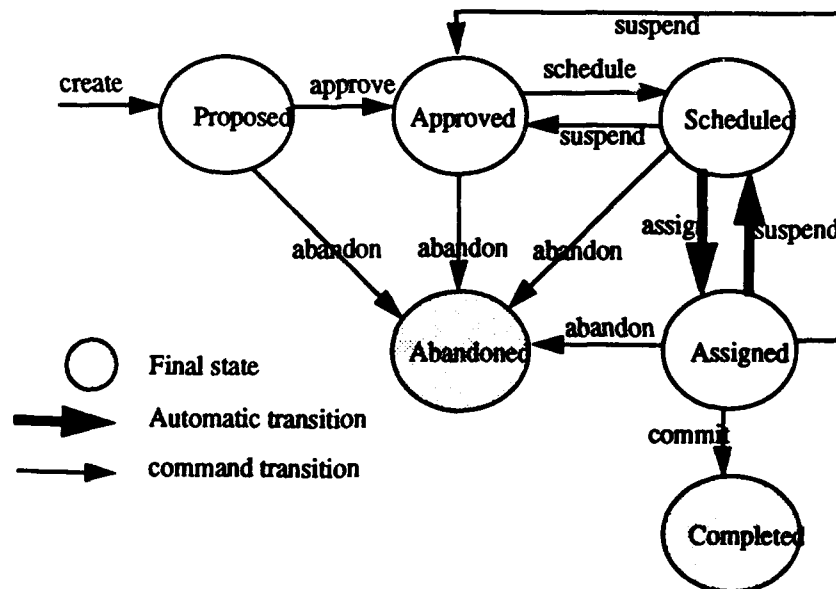 suspend
create
approve
schedule
Proposed
Approved
Scheduled
suspend
assign
suspend
abandon
abandon
abandon
abandon
Abandoned
Assigned
Final state
Automatic transition
command transition
commit
Completed